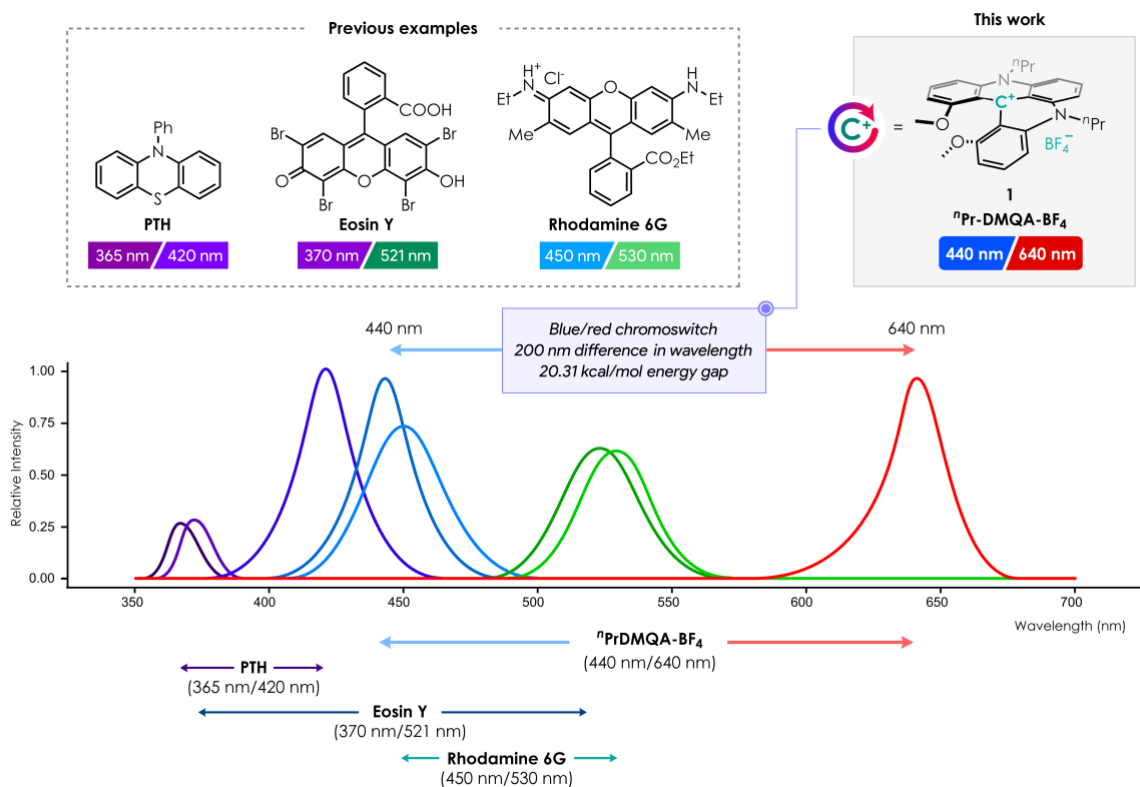 Previous examples
This work
Ph
N
S
PTH
365 nm / 420 nm
COOH
Br
Br
O
O
OH
Br
Br
Eosin Y
370 nm / 521 nm
H
N⁺
Cl⁻
Et
O
H
N
Et
Me
Me
CO₂Et
Rhodamine 6G
450 nm / 530 nm
C⁺
=
ⁿPr
N
C⁺
N
ⁿPr
O
O
BF₄⁻
1
ⁿPr-DMQA-BF₄
440 nm / 640 nm
440 nm
640 nm
Blue/red chromoswitch
200 nm difference in wavelength
20.31 kcal/mol energy gap
Relative Intensity
1.00
0.75
0.50
0.25
0.00
350 400 450 500 550 600 650 700
Wavelength (nm)
ⁿPrDMQA-BF₄
(440 nm/640 nm)
PTH
(365 nm/420 nm)
Eosin Y
(370 nm/521 nm)
Rhodamine 6G
(450 nm/530 nm)